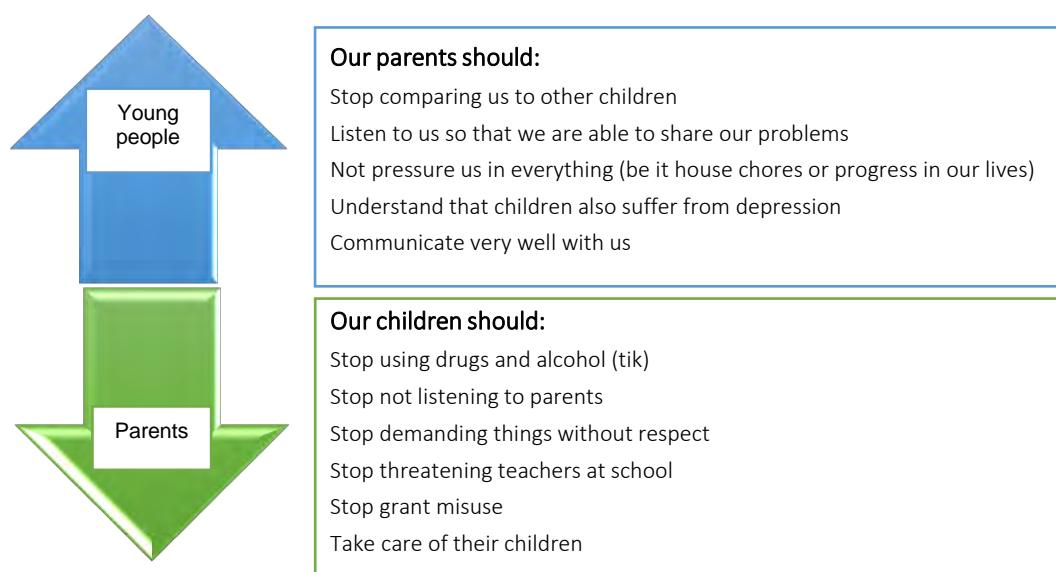 Young
people
Our parents should:
Stop comparing us to other children
Listen to us so that we are able to share our problems
Not pressure us in everything (be it house chores or progress in our lives)
Understand that children also suffer from depression
Communicate very well with us
Parents
Our children should:
Stop using drugs and alcohol (tik)
Stop not listening to parents
Stop demanding things without respect
Stop threatening teachers at school
Stop grant misuse
Take care of their children